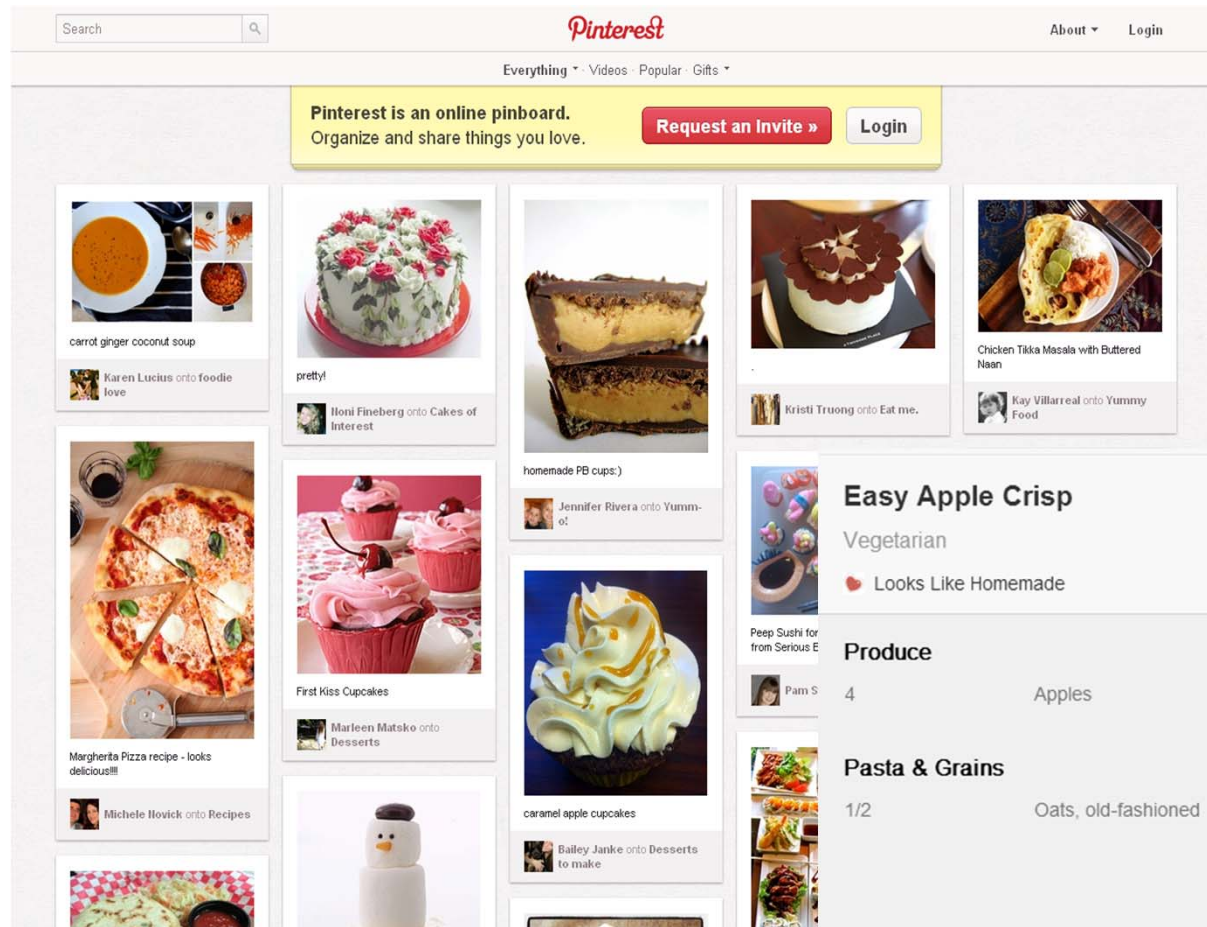 Search
Pinterest
About
Login
Everything · Videos · Popular · Gifts
Pinterest is an online pinboard.
Organize and share things you love.
Request an Invite »
Login
carrot ginger coconut soup
Karen Lucius onto foodie
love
Margherita Pizza recipe - looks
delicious!!!!
Michele Novick onto Recipes
pretty!
Noni Fineberg onto Cakes of
Interest
First Kiss Cupcakes
Marleen Matsko onto
Desserts
homemade PB cups:)
Jennifer Rivera onto Yumm-
o!
caramel apple cupcakes
Bailey Janke onto Desserts
to make
.
Kristi Truong onto Eat me.
Peep Sushi for
from Serious E
Pam S
Chicken Tikka Masala with Buttered
Naan
Kay Villarreal onto Yummy
Food
Easy Apple Crisp
Vegetarian
Looks Like Homemade
Produce
4 Apples
Pasta & Grains
1/2 Oats, old-fashioned